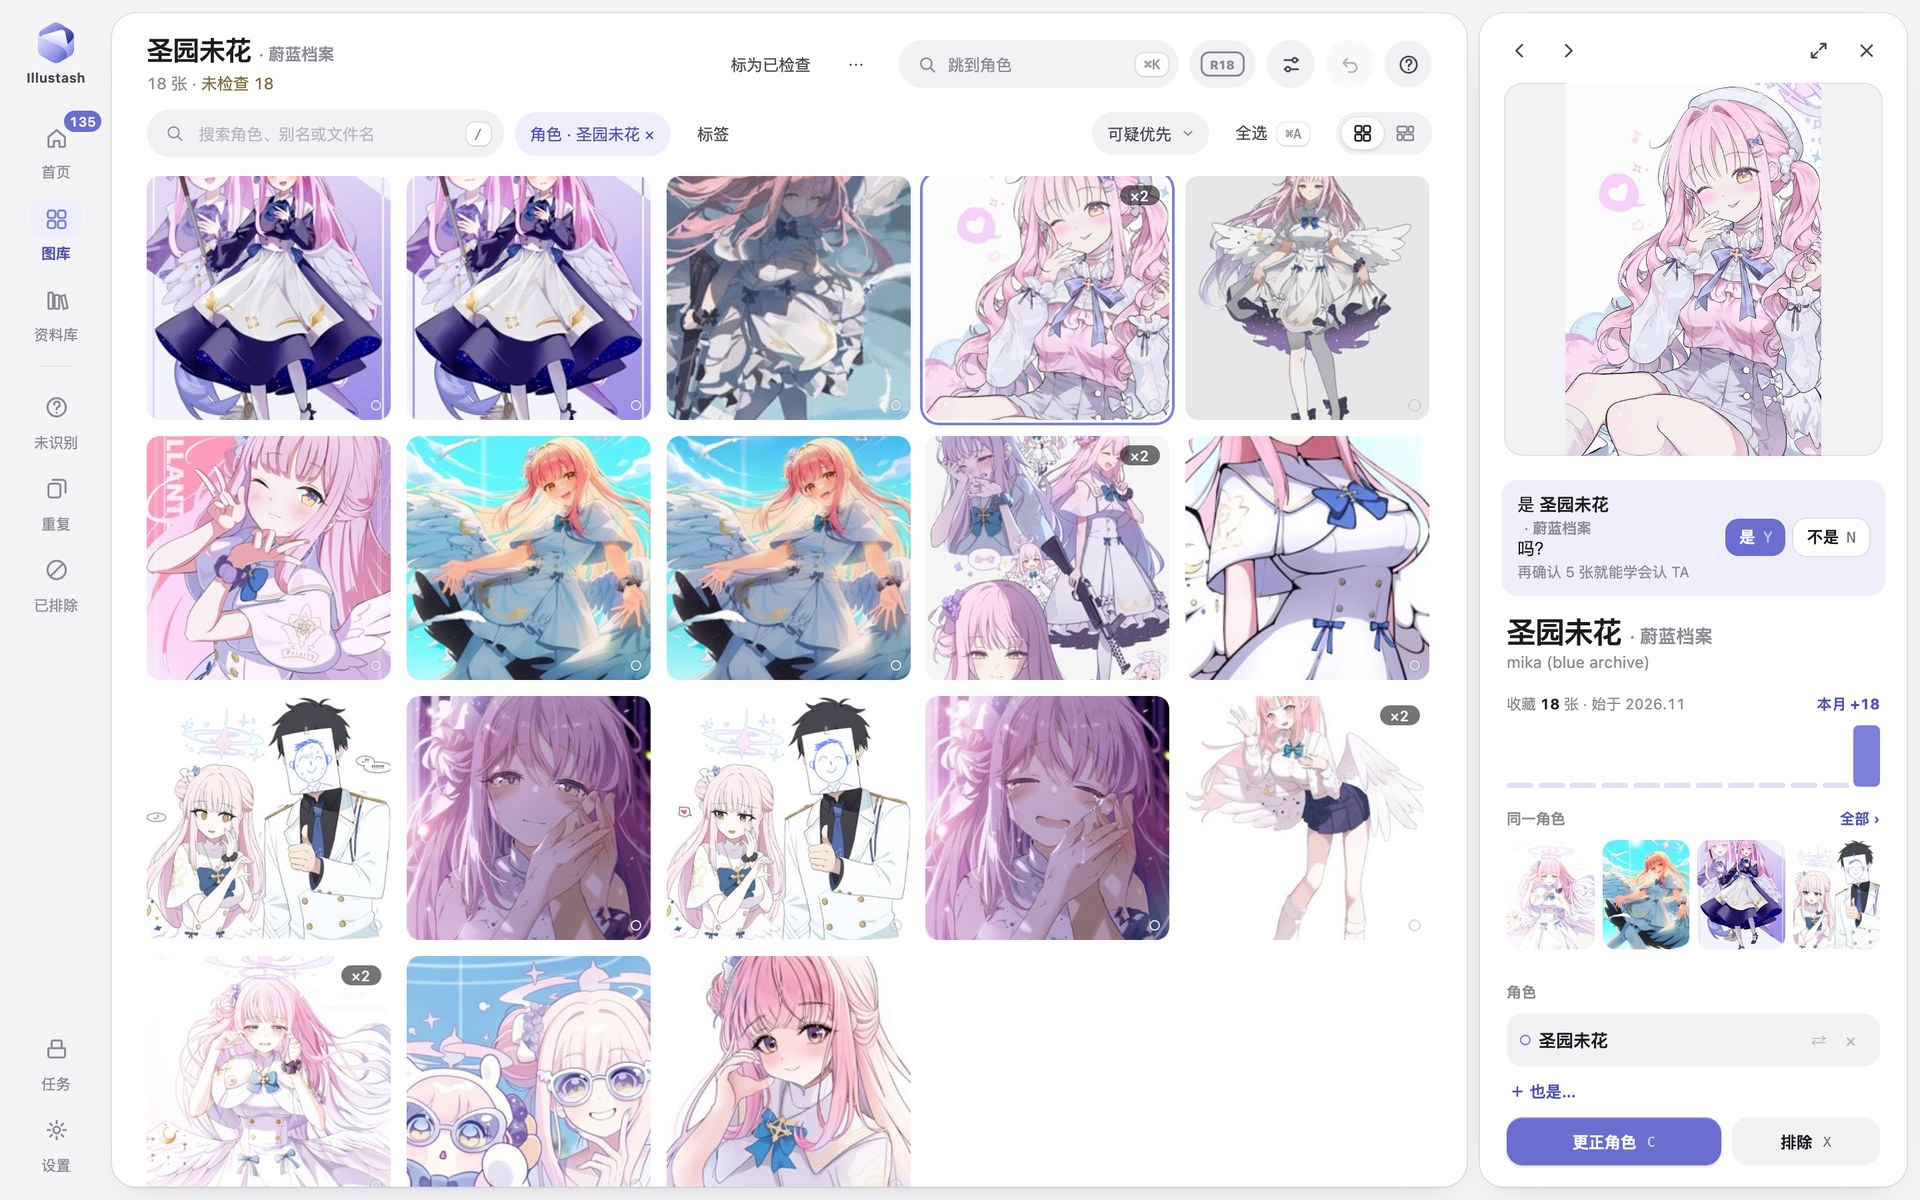 Illustash
135
首页
图库
资料库
未识别
重复
已排除
任务
设置
圣园未花 · 蔚蓝档案
18 张 · 未检查 18
标为已检查
···
跳到角色
⌘K
R18
搜索角色、别名或文件名
/
角色 · 圣园未花 ×
标签
可疑优先
全选
⌘A
×2
LLANT
×2
×2
×2
是 圣园未花
· 蔚蓝档案
吗?
再确认 5 张就能学会认 TA
是 Y
不是 N
圣园未花 · 蔚蓝档案
mika (blue archive)
收藏 18 张 · 始于 2026.11
本月 +18
同一角色
全部 ›
角色
圣园未花
+ 也是...
更正角色 C
排除 X